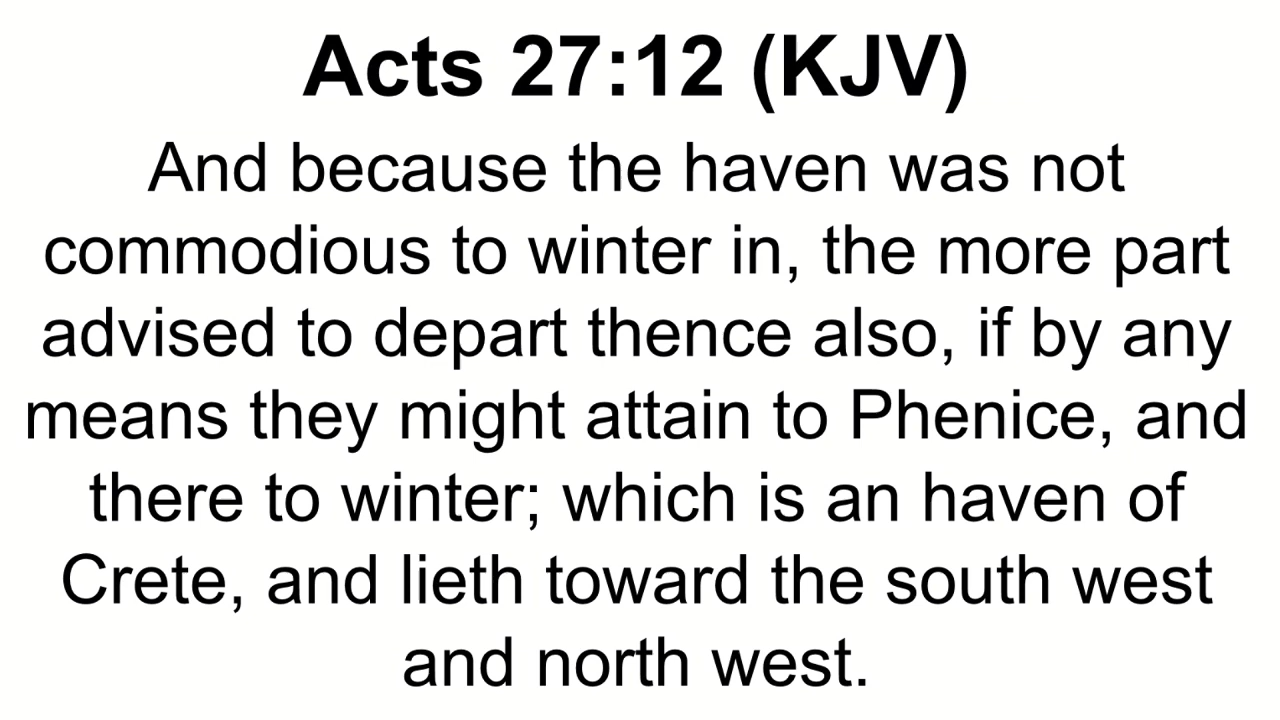 Acts 27:12 (KJV)
And because the haven was not
commodious to winter in, the more part
advised to depart thence also, if by any
means they might attain to Phenice, and
there to winter; which is an haven of
Crete, and lieth toward the south west
and north west.